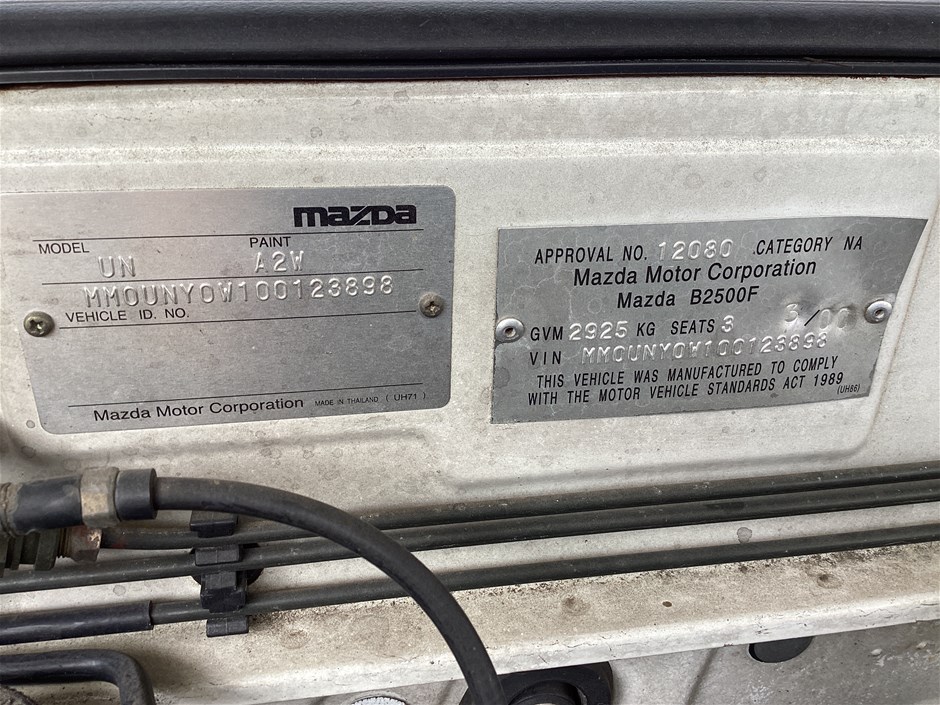 mazda
MODEL PAINT
UN A2W
MM0UNY0W100123898
VEHICLE ID. NO.
Mazda Motor Corporation MADE IN THAILAND (UH71)
APPROVAL NO. 12080 .CATEGORY NA
Mazda Motor Corporation
Mazda B2500F
GVM 2925 KG SEATS 3 3/00
VIN MM0UNY0W100123898
THIS VEHICLE WAS MANUFACTURED TO COMPLY
WITH THE MOTOR VEHICLE STANDARDS ACT 1989 (UH86)